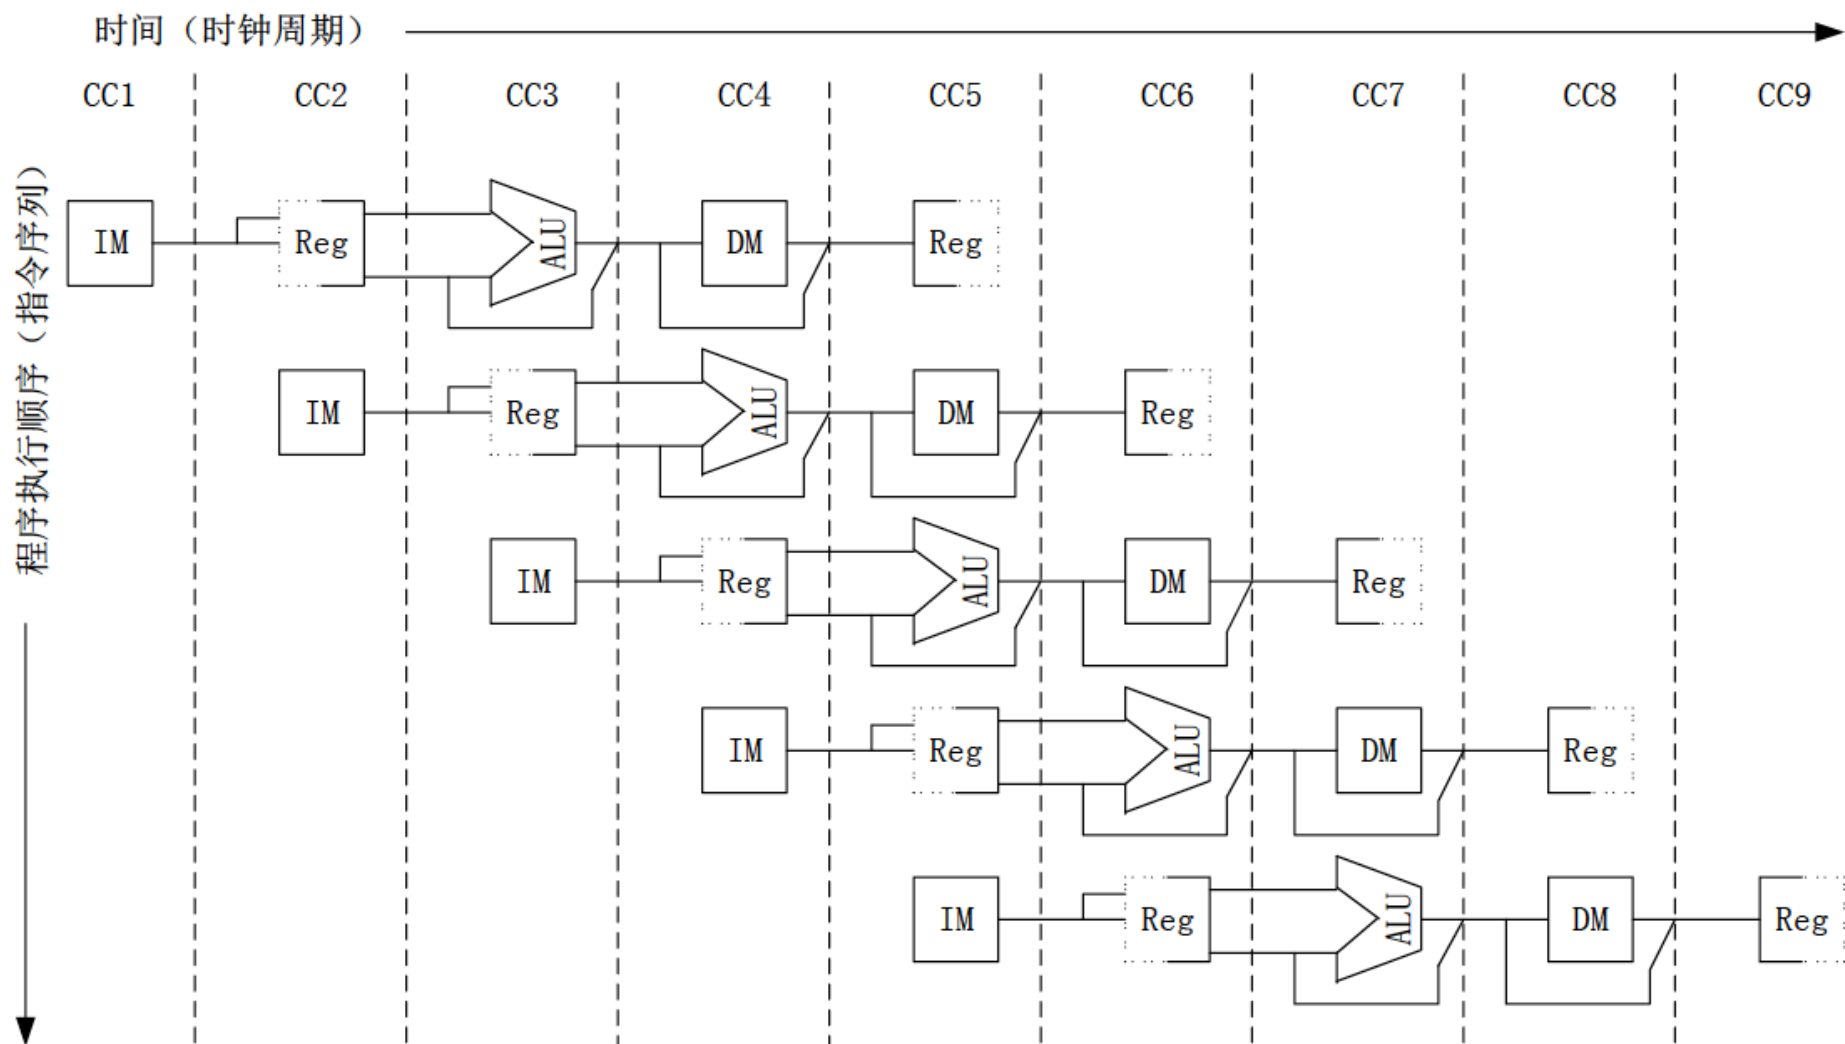 时间（时钟周期）
CC1 CC2 CC3 CC4 CC5 CC6 CC7 CC8 CC9
程序执行顺序（指令序列）
IM Reg ALU DM Reg
IM Reg ALU DM Reg
IM Reg ALU DM Reg
IM Reg ALU DM Reg
IM Reg ALU DM Reg